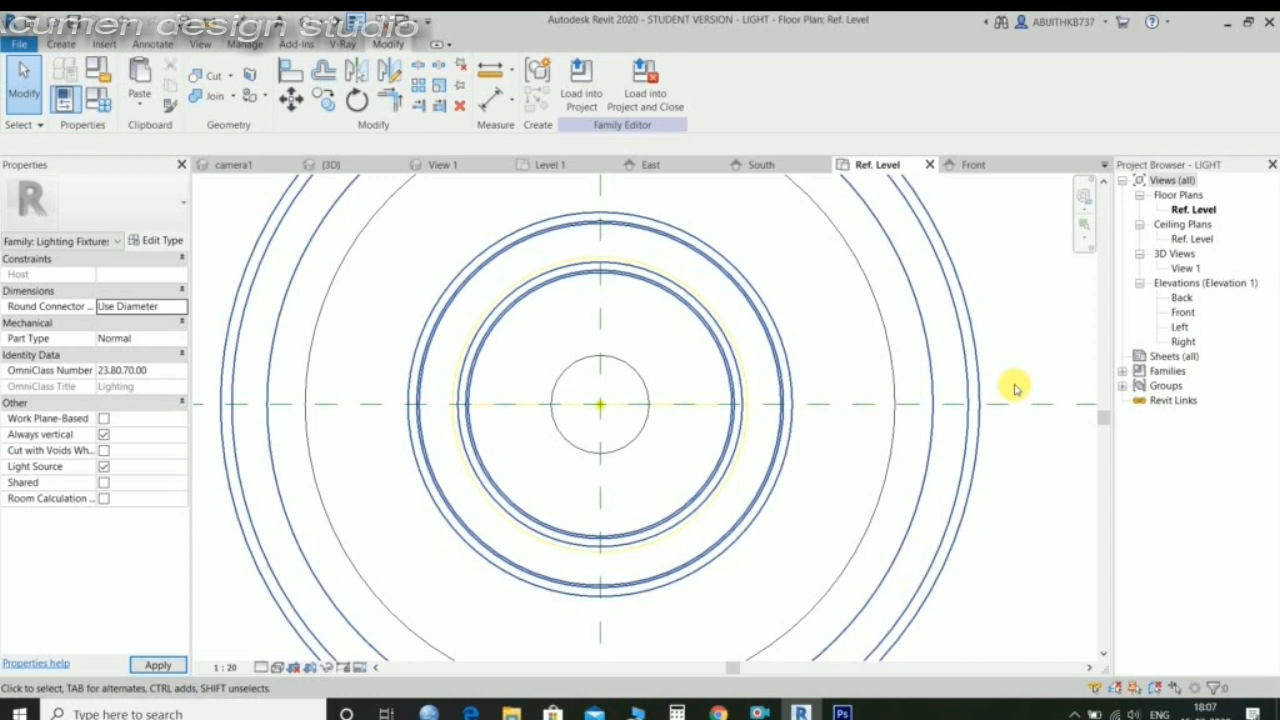 Acumen design studio
Autodesk Revit 2020 - STUDENT VERSION - LIGHT - Floor Plan: Ref. Level
ABIJITHKB737
File Create Insert Annotate View Manage Add-Ins V-Ray Modify
Modify
Paste
Cut
Join
Load into Project
Load into Project and Close
Select Properties Clipboard Geometry Modify Measure Create Family Editor
Properties
camera1 {3D} View 1 Level 1 East South Ref. Level Front
Project Browser - LIGHT
Family: Lighting Fixtures Edit Type
Constraints
Host
Dimensions
Round Connector ... Use Diameter
Mechanical
Part Type Normal
Identity Data
OmniClass Number 23.80.70.00
OmniClass Title Lighting
Other
Work Plane-Based
Always vertical
Cut with Voids Wh...
Light Source
Shared
Room Calculation ...
Properties help Apply
Views (all)
Floor Plans
Ref. Level
Ceiling Plans
Ref. Level
3D Views
View 1
Elevations (Elevation 1)
Back
Front
Left
Right
Sheets (all)
Families
Groups
Revit Links
1 : 20
Click to select, TAB for alternates, CTRL adds, SHIFT unselects.
:0
Type here to search
Ps
ENG
18:07